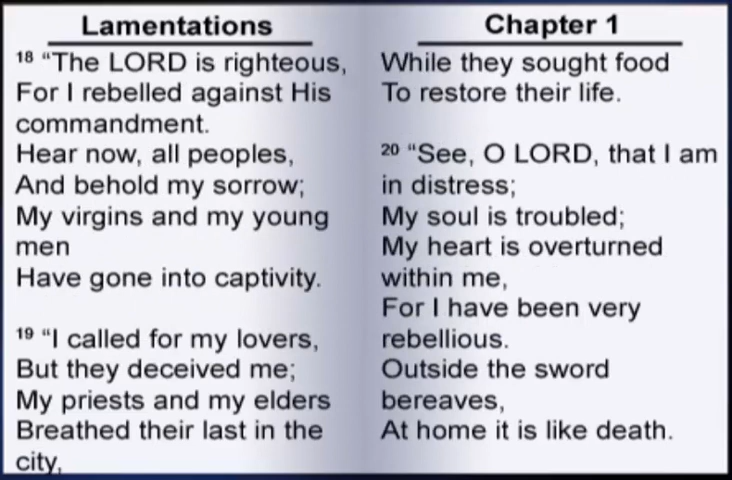 Lamentations
18 "The LORD is righteous,
For I rebelled against His
commandment.
Hear now, all peoples,
And behold my sorrow;
My virgins and my young
men
Have gone into captivity.
19 "I called for my lovers,
But they deceived me;
My priests and my elders
Breathed their last in the
city,
Chapter 1
While they sought food
To restore their life.
20 "See, O LORD, that I am
in distress;
My soul is troubled;
My heart is overturned
within me,
For I have been very
rebellious.
Outside the sword
bereaves,
At home it is like death.